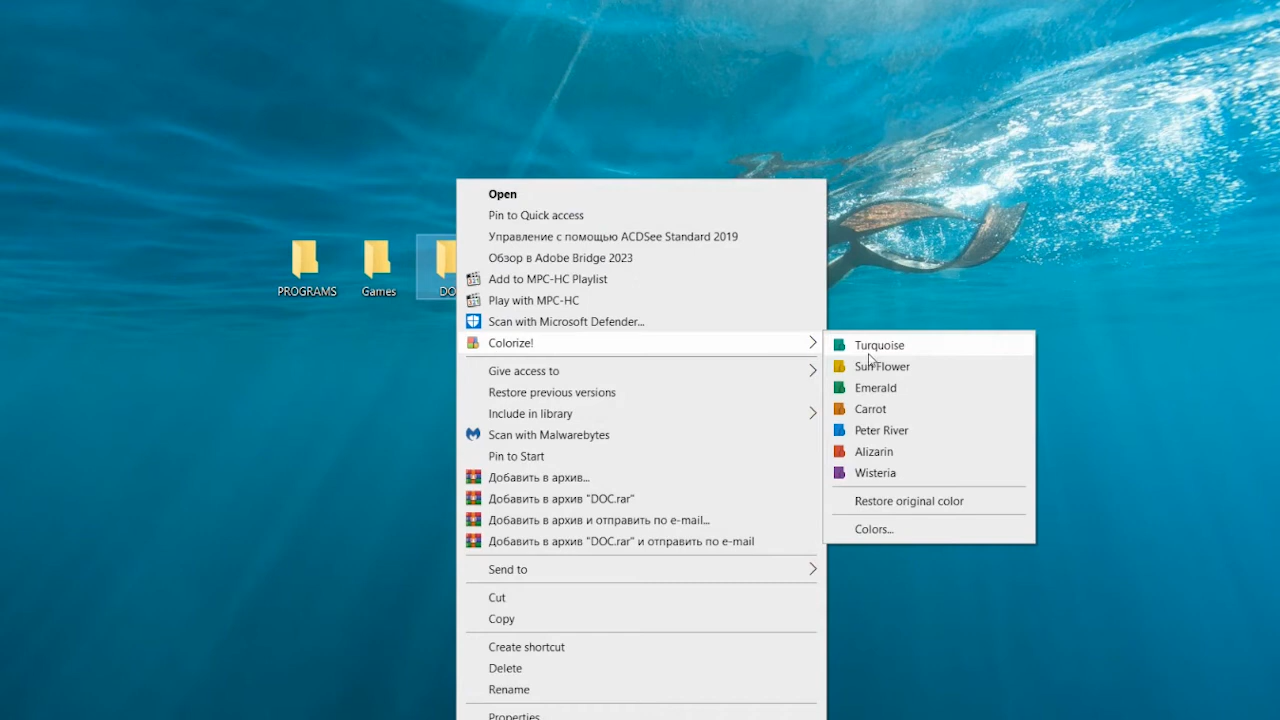 Open
Pin to Quick access
Управление с помощью ACDSee Standard 2019
Обзор в Adobe Bridge 2023
PROGRAMS
Games
DO
Add to MPC-HC Playlist
Play with MPC-HC
Scan with Microsoft Defender...
Colorize!
Give access to
Restore previous versions
Include in library
Scan with Malwarebytes
Pin to Start
Добавить в архив...
Добавить в архив "DOC.rar"
Добавить в архив и отправить по e-mail...
Добавить в архив "DOC.rar" и отправить по e-mail
Send to
Cut
Copy
Create shortcut
Delete
Rename
Properties
Turquoise
Sun Flower
Emerald
Carrot
Peter River
Alizarin
Wisteria
Restore original color
Colors...